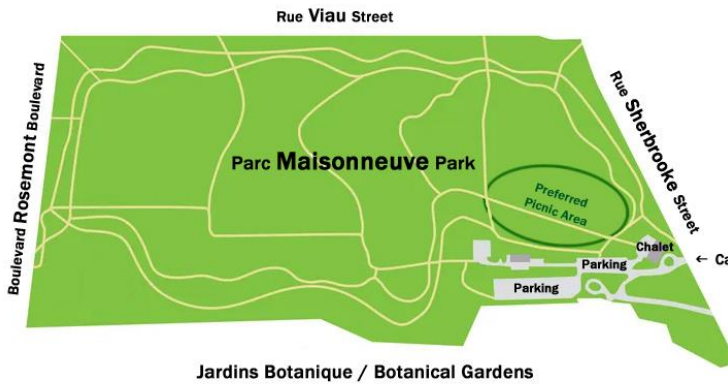 Rue Viau Street
Boulevard Rosemont Boulevard
Rue Sherbrooke Street
Parc Maisonneuve Park
Preferred
Picnic Area
Chalet
Parking
← Ca
Parking
Jardins Botanique / Botanical Gardens